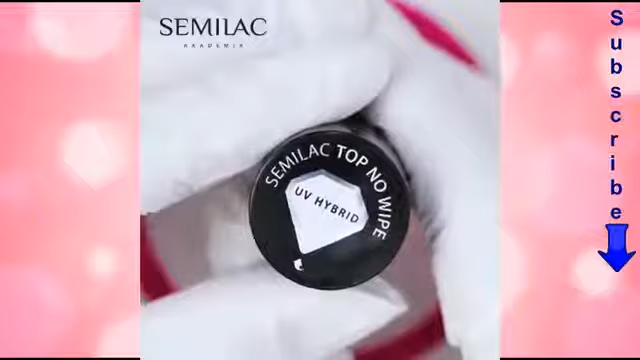 SEMILAC
AKADEMIA
SEMILAC TOP NO WIPE
UV HYBRID
Subscribe